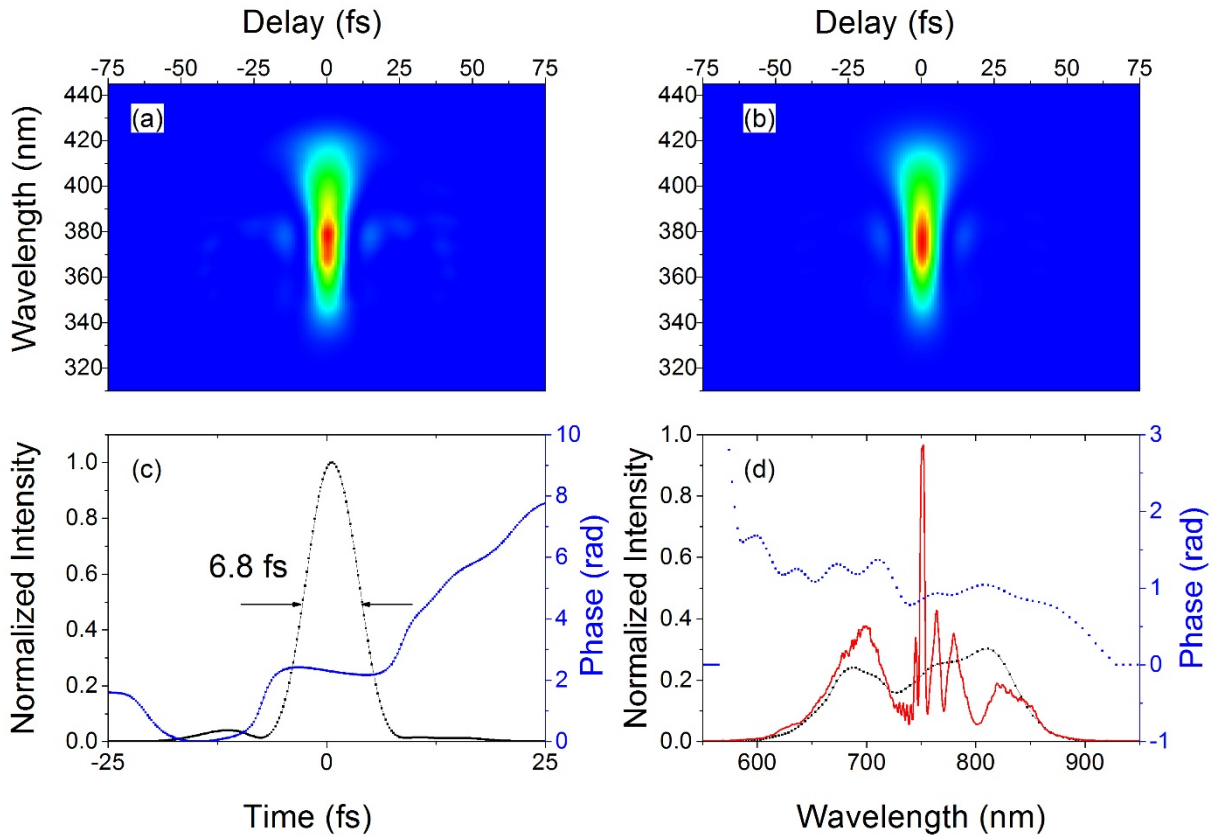 Delay (fs)
-75 -50 -25 0 25 50 75
Wavelength (nm)
440
420
400
380
360
340
320
(a)
Delay (fs)
-75 -50 -25 0 25 50 75
440
420
400
380
360
340
320
(b)
Normalized Intensity
1.0
0.8
0.6
0.4
0.2
0.0
(c)
6.8 fs
10
8
6
4
2
0
Phase (rad)
-25 0 25
Time (fs)
Normalized Intensity
1.0
0.8
0.6
0.4
0.2
0.0
(d)
3
2
1
0
-1
Phase (rad)
600 700 800 900
Wavelength (nm)